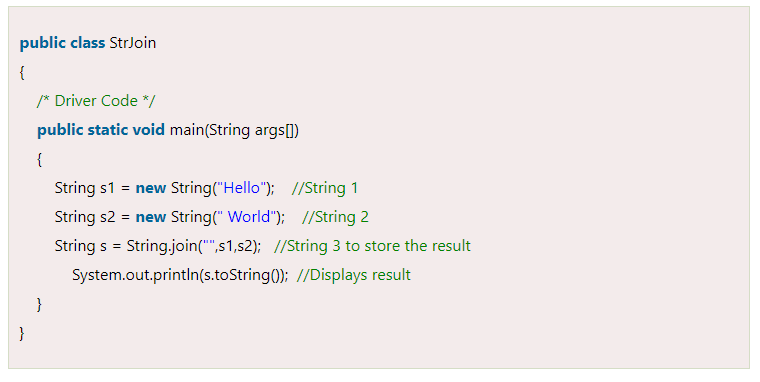 public class StrJoin
{
/* Driver Code */
public static void main(String args[])
{
String s1 = new String("Hello");    //String 1
String s2 = new String(" World");    //String 2
String s = String.join("",s1,s2);   //String 3 to store the result
System.out.println(s.toString());  //Displays result
}
}